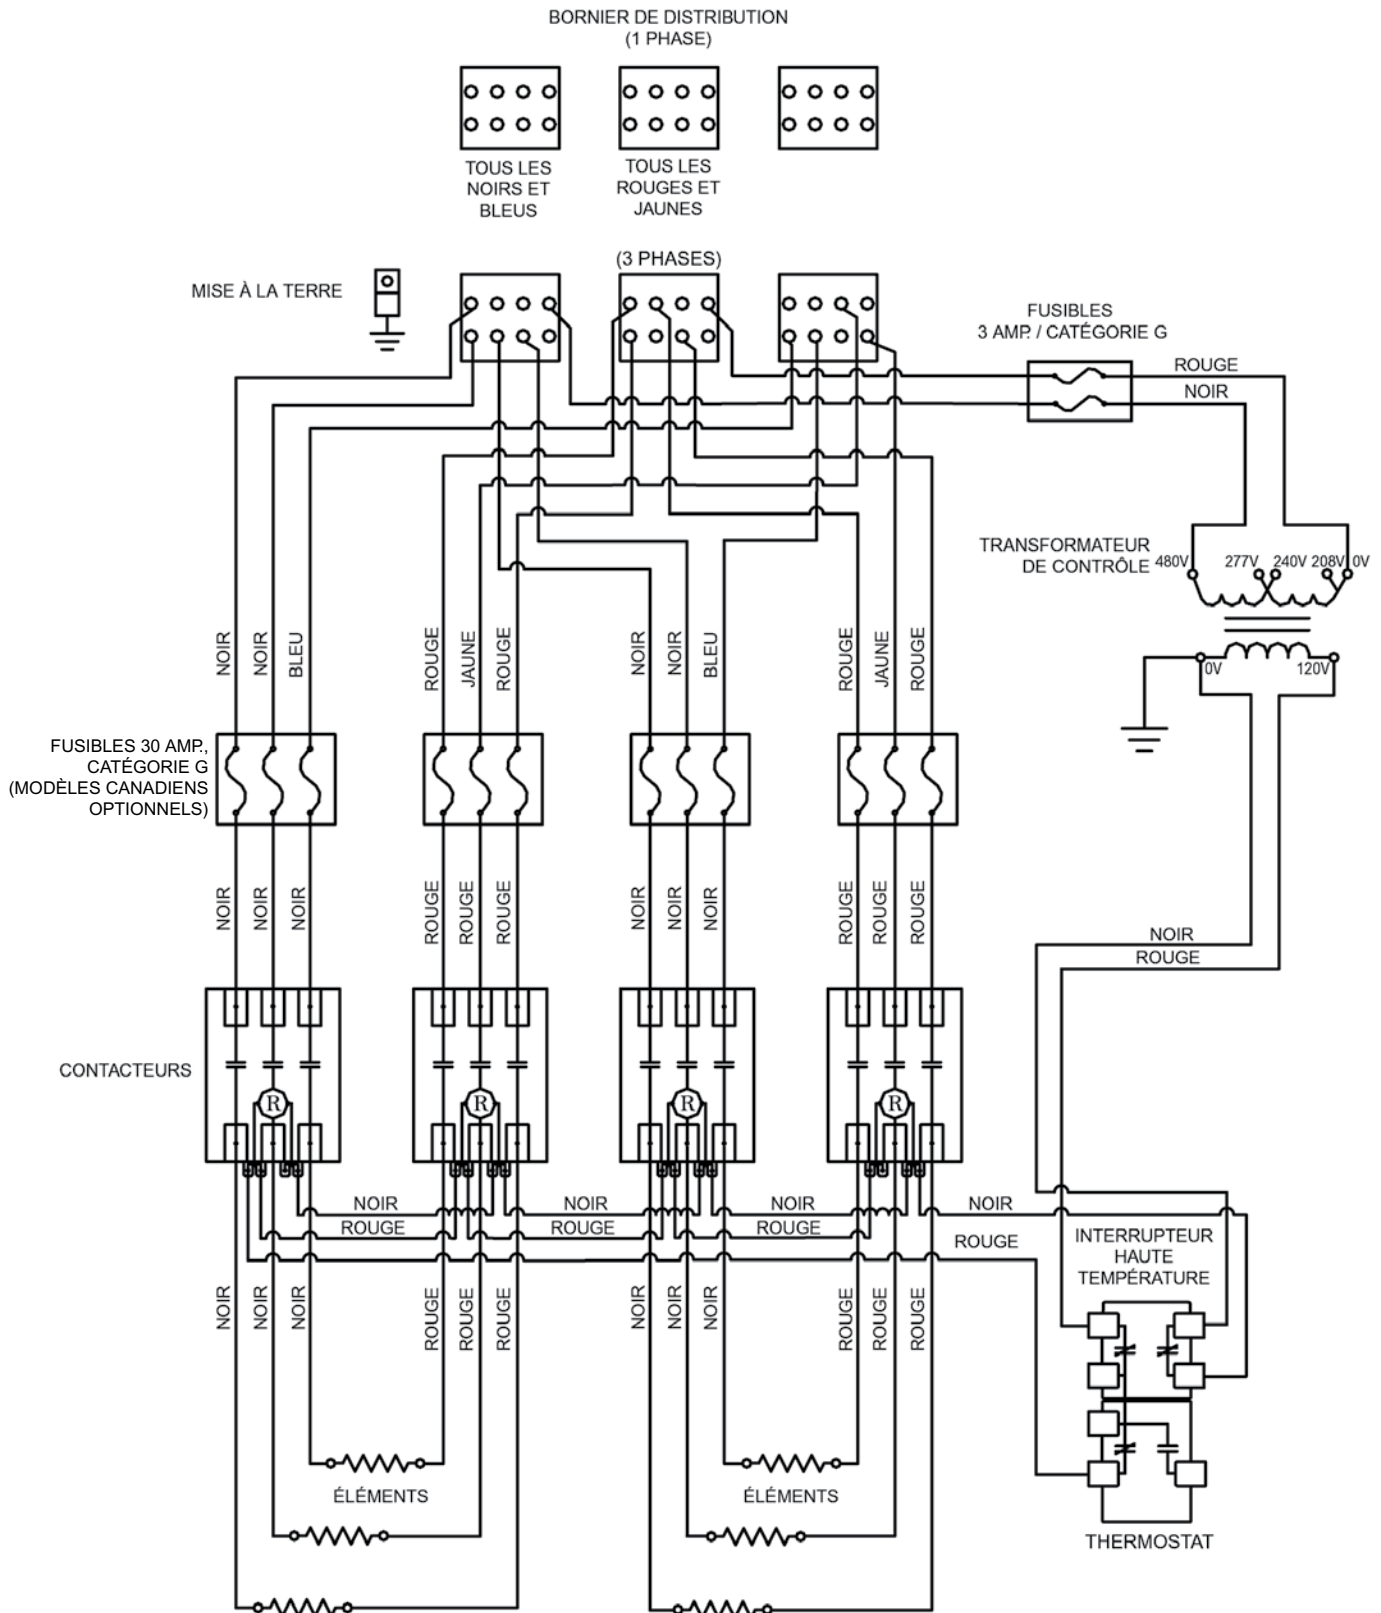 BORNIER DE DISTRIBUTION
(1 PHASE)
TOUS LES
NOIRS ET
BLEUS
TOUS LES
ROUGES ET
JAUNES
(3 PHASES)
MISE À LA TERRE
FUSIBLES
3 AMP. / CATÉGORIE G
ROUGE
NOIR
TRANSFORMATEUR
DE CONTRÔLE
480V
277V
240V
208V
0V
0V
120V
NOIR
NOIR
BLEU
ROUGE
JAUNE
ROUGE
NOIR
NOIR
BLEU
ROUGE
JAUNE
ROUGE
FUSIBLES 30 AMP.,
CATÉGORIE G
(MODÈLES CANADIENS
OPTIONNELS)
NOIR
NOIR
NOIR
ROUGE
ROUGE
ROUGE
NOIR
NOIR
NOIR
ROUGE
ROUGE
ROUGE
NOIR
ROUGE
CONTACTEURS
R
R
R
R
NOIR
NOIR
NOIR
NOIR
ROUGE
ROUGE
ROUGE
ROUGE
INTERRUPTEUR
HAUTE
TEMPÉRATURE
NOIR
NOIR
NOIR
ROUGE
ROUGE
ROUGE
NOIR
NOIR
NOIR
ROUGE
ROUGE
ROUGE
ÉLÉMENTS
ÉLÉMENTS
THERMOSTAT